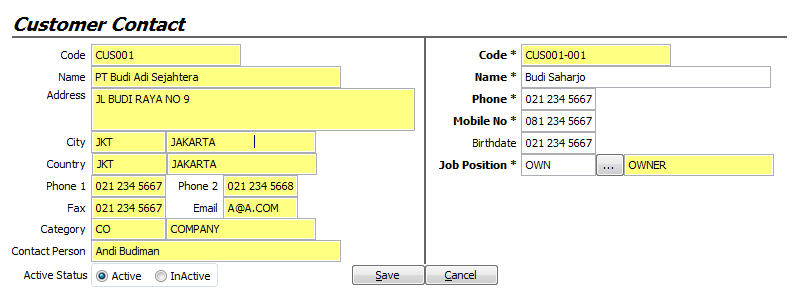 Customer Contact
Code CUS001
Name PT Budi Adi Sejahtera
Address JL BUDI RAYA NO 9
City JKT JAKARTA
Country JKT JAKARTA
Phone 1 021 234 5667 Phone 2 021 234 5668
Fax 021 234 5667 Email A@A.COM
Category CO COMPANY
Contact Person Andi Budiman
Active Status Active InActive
Code * CUS001-001
Name * Budi Saharjo
Phone * 021 234 5667
Mobile No * 081 234 5667
Birthdate 021 234 5667
Job Position * OWN ... OWNER
Save Cancel